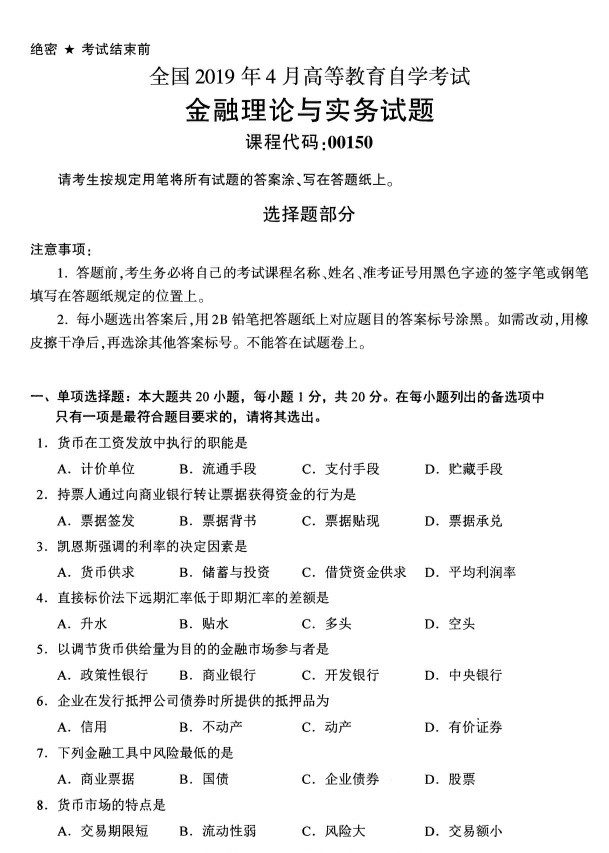 绝密 ★ 考试结束前
全国 2019 年 4 月高等教育自学考试
金融理论与实务试题
课程代码:00150
请考生按规定用笔将所有试题的答案涂、写在答题纸上。
选择题部分
注意事项:
1. 答题前,考生务必将自己的考试课程名称、姓名、准考证号用黑色字迹的签字笔或钢笔
填写在答题纸规定的位置上。
2. 每小题选出答案后,用 2B 铅笔把答题纸上对应题目的答案标号涂黑。如需改动,用橡
皮擦干净后,再选涂其他答案标号。不能答在试题卷上。
一、单项选择题:本大题共 20 小题,每小题 1 分,共 20 分。在每小题列出的备选项中
只有一项是最符合题目要求的,请将其选出。
1. 货币在工资发放中执行的职能是
A. 计价单位 B. 流通手段 C. 支付手段 D. 贮藏手段
2. 持票人通过向商业银行转让票据获得资金的行为是
A. 票据签发 B. 票据背书 C. 票据贴现 D. 票据承兑
3. 凯恩斯强调的利率的决定因素是
A. 货币供求 B. 储蓄与投资 C. 借贷资金供求 D. 平均利润率
4. 直接标价法下远期汇率低于即期汇率的差额是
A. 升水 B. 贴水 C. 多头 D. 空头
5. 以调节货币供给量为目的的金融市场参与者是
A. 政策性银行 B. 商业银行 C. 开发银行 D. 中央银行
6. 企业在发行抵押公司债券时所提供的抵押品为
A. 信用 B. 不动产 C. 动产 D. 有价证券
7. 下列金融工具中风险最低的是
A. 商业票据 B. 国债 C. 企业债券 D. 股票
8. 货币市场的特点是
A. 交易期限短 B. 流动性弱 C. 风险大 D. 交易额小